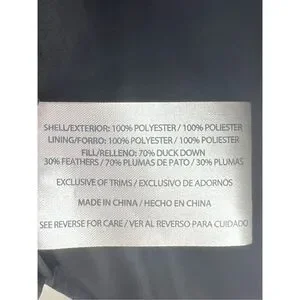 SHELL/EXTERIOR: 100% POLYESTER / 100% POLIESTER
LINING/FORRO: 100% POLYESTER / 100% POLIESTER
FILL/RELLENO: 70% DUCK DOWN
30% FEATHERS / 70% PLUMAS DE PATO / 30% PLUMAS
EXCLUSIVE OF TRIMS / EXCLUSIVO DE ADORNOS
MADE IN CHINA / HECHO EN CHINA
SEE REVERSE FOR CARE / VER AL REVERSO PARA CUIDADO